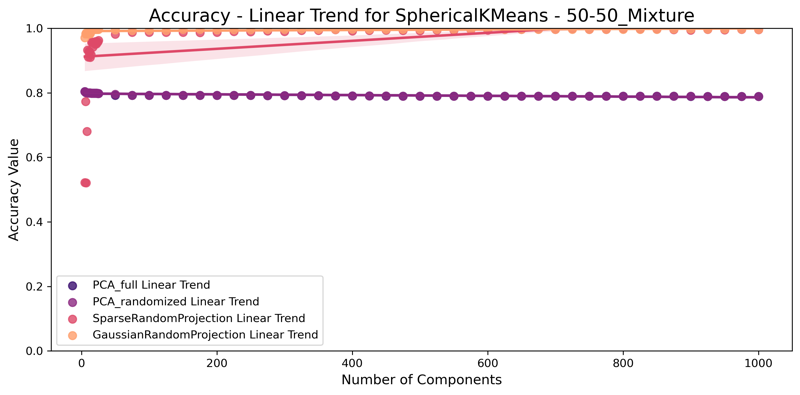 Accuracy - Linear Trend for SphericalKMeans - 50-50_Mixture
1.0
0.8
0.6
0.4
0.2
0.0
Accuracy Value
PCA_full Linear Trend
PCA_randomized Linear Trend
SparseRandomProjection Linear Trend
GaussianRandomProjection Linear Trend
0 200 400 600 800 1000
Number of Components